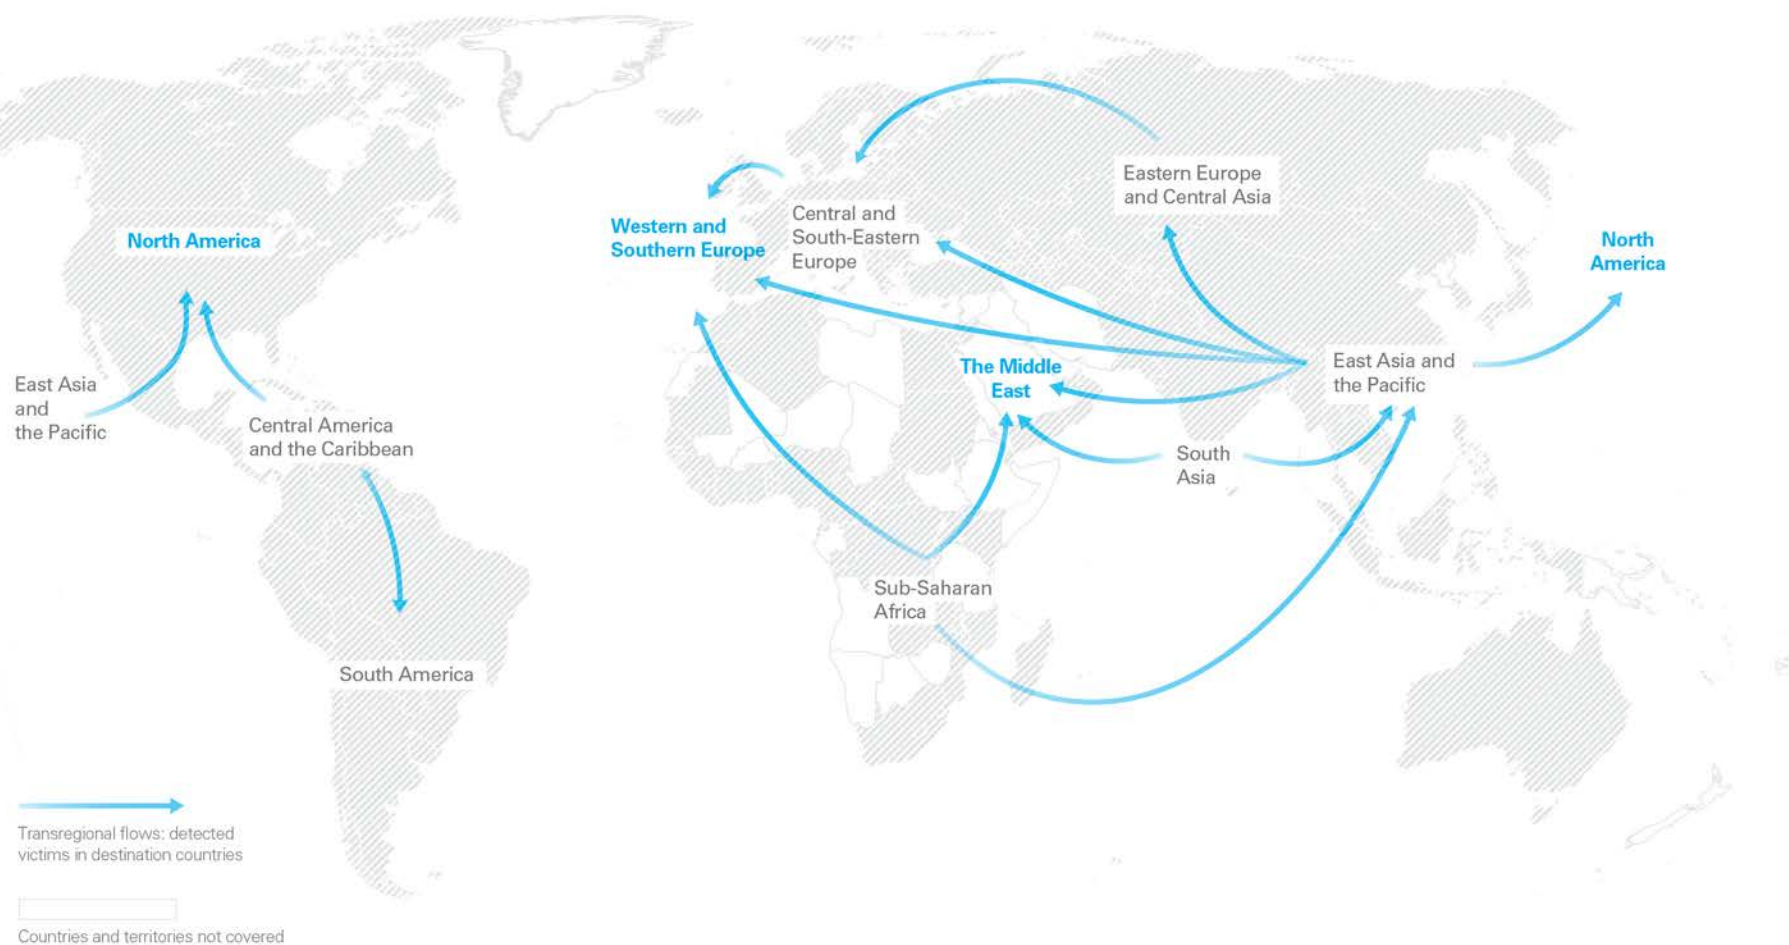 Eastern Europe
and Central Asia
Western and
Southern Europe
Central and
South-Eastern
Europe
North America
North
America
East Asia
and
the Pacific
Central America
and the Caribbean
The Middle
East
East Asia and
the Pacific
South
Asia
Sub-Saharan
Africa
South America
Transregional flows: detected
victims in destination countries
Countries and territories not covered